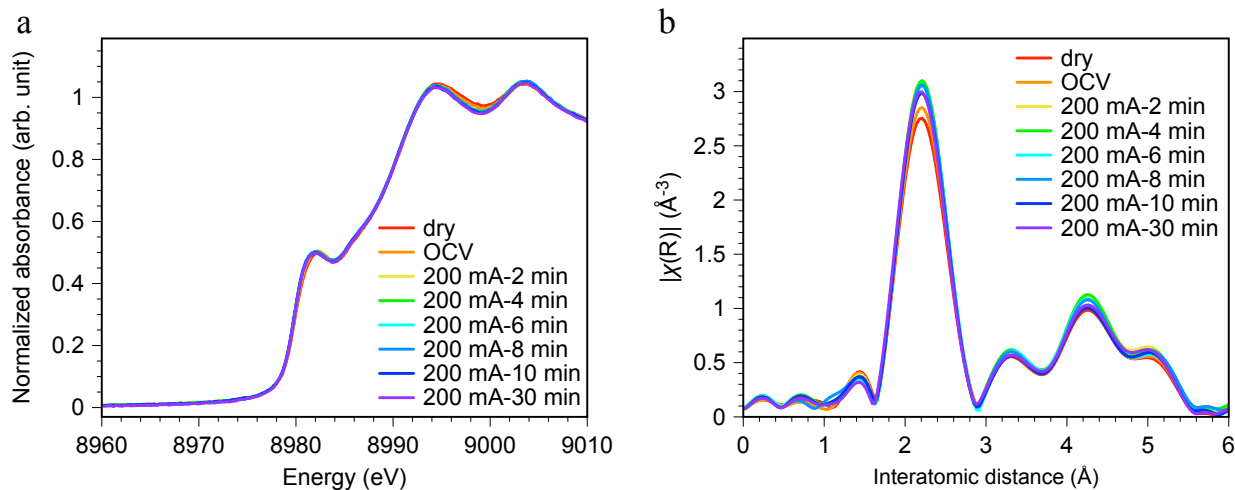 a
Normalized absorbance (arb. unit)
1
0.8
0.6
0.4
0.2
0
8960
8970
8980
8990
9000
9010
Energy (eV)
dry
OCV
200 mA-2 min
200 mA-4 min
200 mA-6 min
200 mA-8 min
200 mA-10 min
200 mA-30 min
b
|χ(R)| (Å⁻³)
3
2.5
2
1.5
1
0.5
0
0
1
2
3
4
5
6
Interatomic distance (Å)
dry
OCV
200 mA-2 min
200 mA-4 min
200 mA-6 min
200 mA-8 min
200 mA-10 min
200 mA-30 min